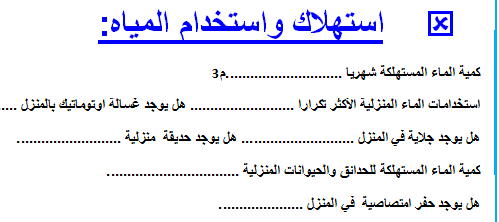 استهلاك واستخدام المياه:
كمية الماء المستهلكة شهريا .............................م3
استخدامات الماء المنزلية الأكثر تكرارا .......................... هل يوجد غسالة اوتوماتيك بالمنزل .....
هل يوجد جلاية في المنزل ............................ هل يوجد حديقة منزلية ..........................
كمية الماء المستهلكة للحدائق والحيوانات المنزلية .................................
هل يوجد حفر امتصاصية في المنزل .....................